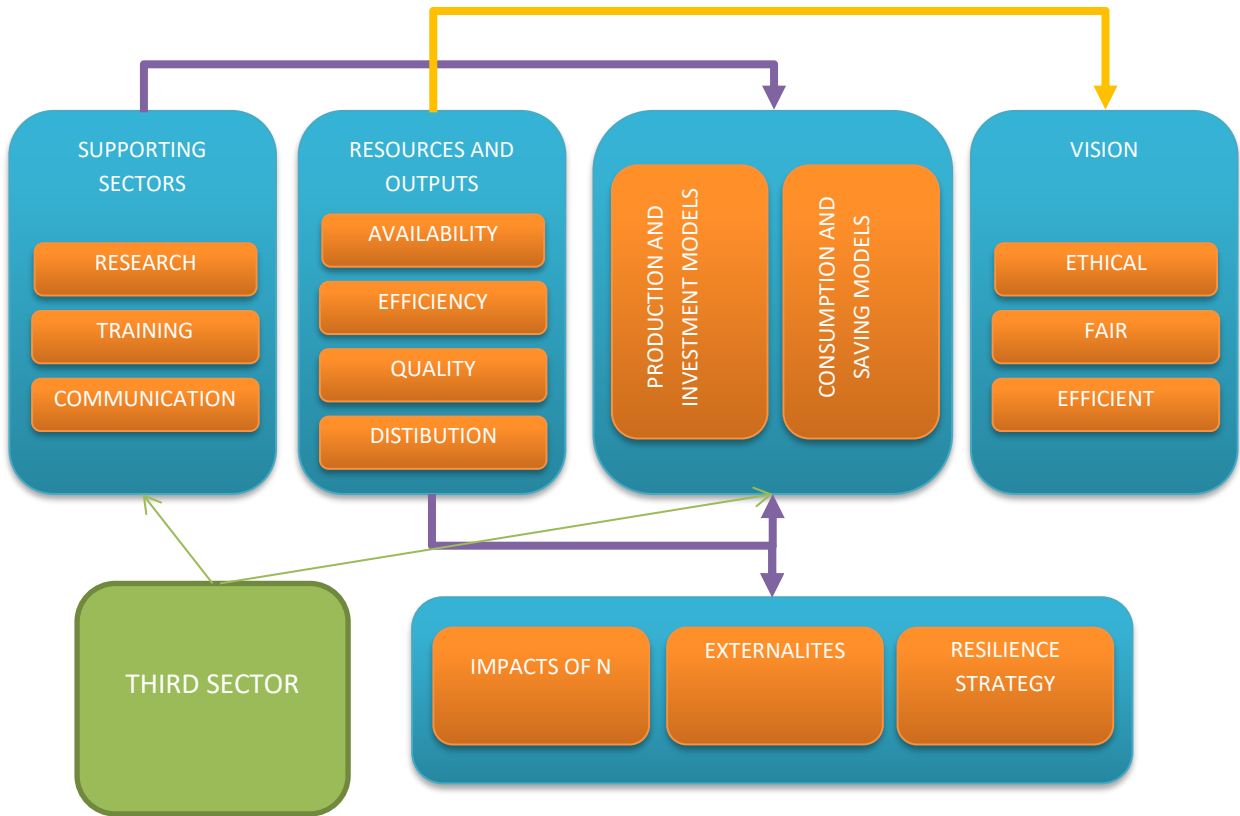 SUPPORTING
SECTORS
RESEARCH
TRAINING
COMMUNICATION
RESOURCES AND
OUTPUTS
AVAILABILITY
EFFICIENCY
QUALITY
DISTIBUTION
PRODUCTION AND
INVESTMENT MODELS
CONSUMPTION AND
SAVING MODELS
VISION
ETHICAL
FAIR
EFFICIENT
THIRD SECTOR
IMPACTS OF N
EXTERNALITES
RESILIENCE
STRATEGY